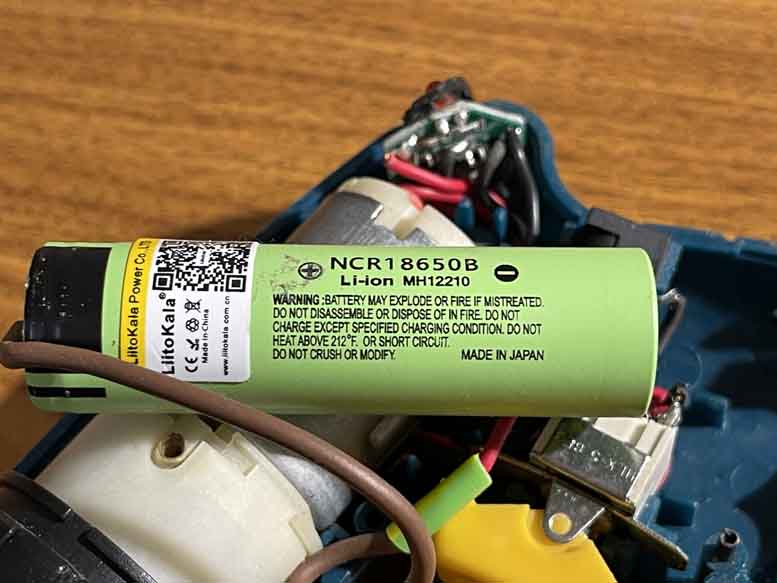 NCR18650B
Li-ion MH12210
WARNING :BATTERY MAY EXPLODE OR FIRE IF MISTREATED.
DO NOT DISASSEMBLE OR DISPOSE OF IN FIRE. DO NOT
CHARGE EXCEPT SPECIFIED CHARGING CONDITION. DO NOT
HEAT ABOVE 212°F. OR SHORT CIRCUIT.
DO NOT CRUSH OR MODIFY. MADE IN JAPAN
LiitoKala Power Co.,LTD
LiitoKala®
CE
Made in China
www.liitokala.com.cn